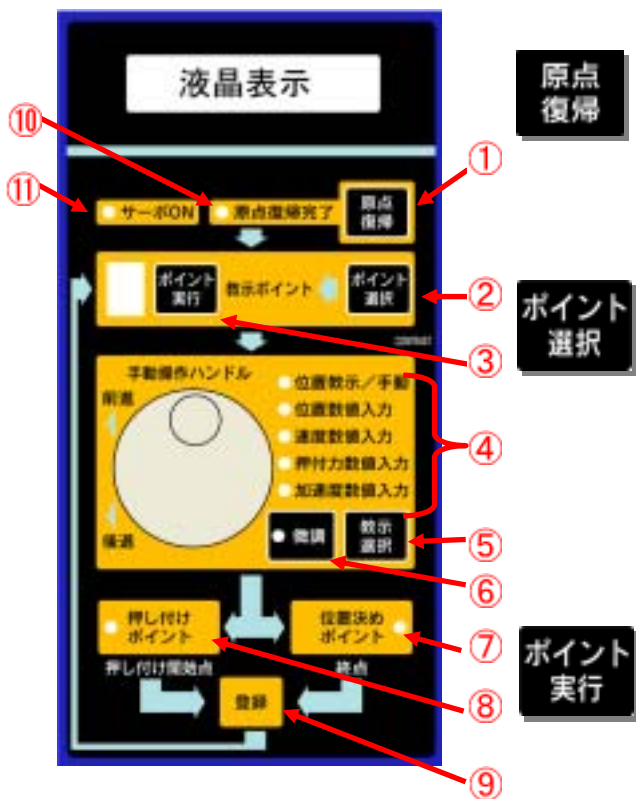 液晶表示
原点
復帰
⑩
①
⑪
サーボON
原点復帰完了
原点
復帰
ポイント
実行
教示ポイント
ポイント
選択
②
ポイント
選択
③
手動操作ハンドル
前進
後退
位置教示／手動
位置数値入力
速度数値入力
押付力数値入力
加速度数値入力
④
微調
教示
選択
⑤
⑥
押し付け
ポイント
位置決め
ポイント
⑦
押し付け開始点
終点
ポイント
実行
登録
⑧
⑨